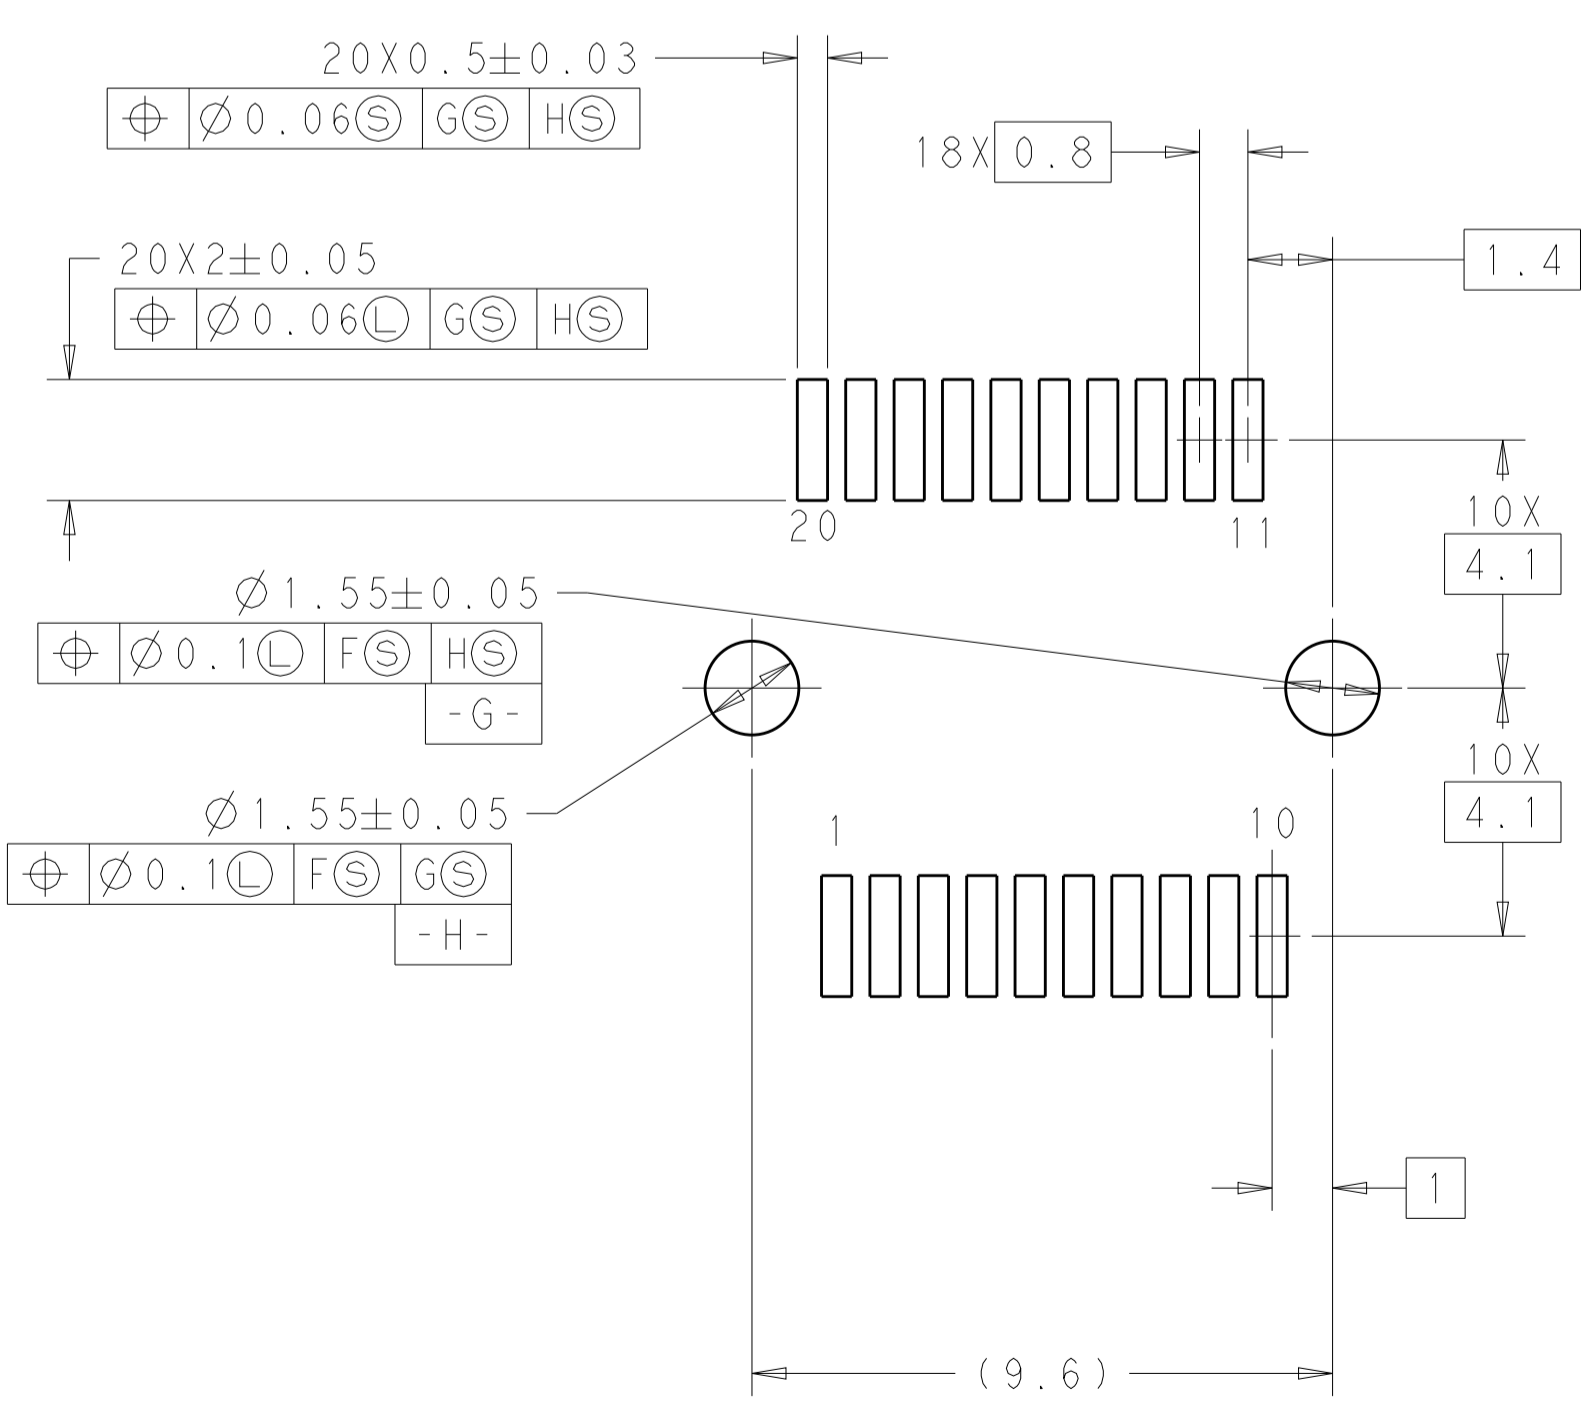 20X0.5±0.03
⌖ ⌀0.06Ⓢ GⓈ HⓈ
18X 0.8
20X2±0.05
⌖ ⌀0.06Ⓛ GⓈ HⓈ
1.4
20
11
10X
4.1
⌀1.55±0.05
⌖ ⌀0.1Ⓛ FⓈ HⓈ
-G-
10X
4.1
⌀1.55±0.05
⌖ ⌀0.1Ⓛ FⓈ GⓈ
-H-
1
10
1
(9.6)